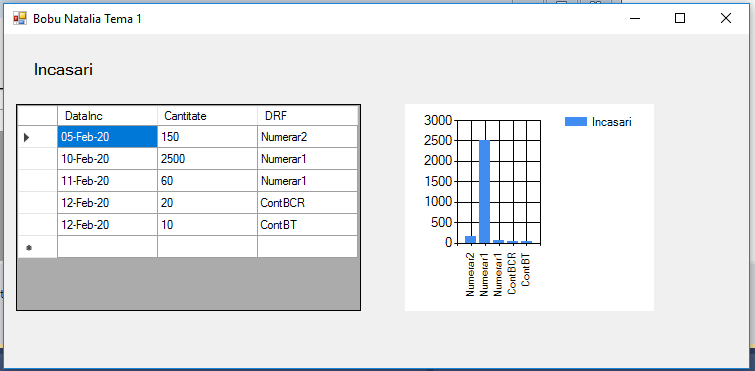 Bobu Natalia Tema 1
Incasari
DataInc Cantitate DRF
05-Feb-20 150 Numerar2
10-Feb-20 2500 Numerar1
11-Feb-20 60 Numerar1
12-Feb-20 20 ContBCR
12-Feb-20 10 ContBT
3000
2500
2000
1500
1000
500
0
Numerar2
Numerar1
Numerar1
ContBCR
ContBT
Incasari